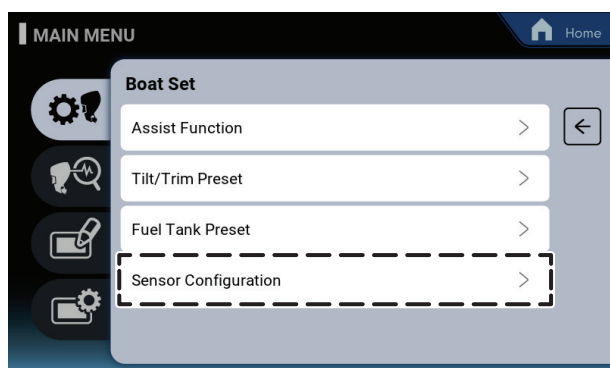 MAIN MENU
Home
Boat Set
Assist Function
Tilt/Trim Preset
Fuel Tank Preset
Sensor Configuration